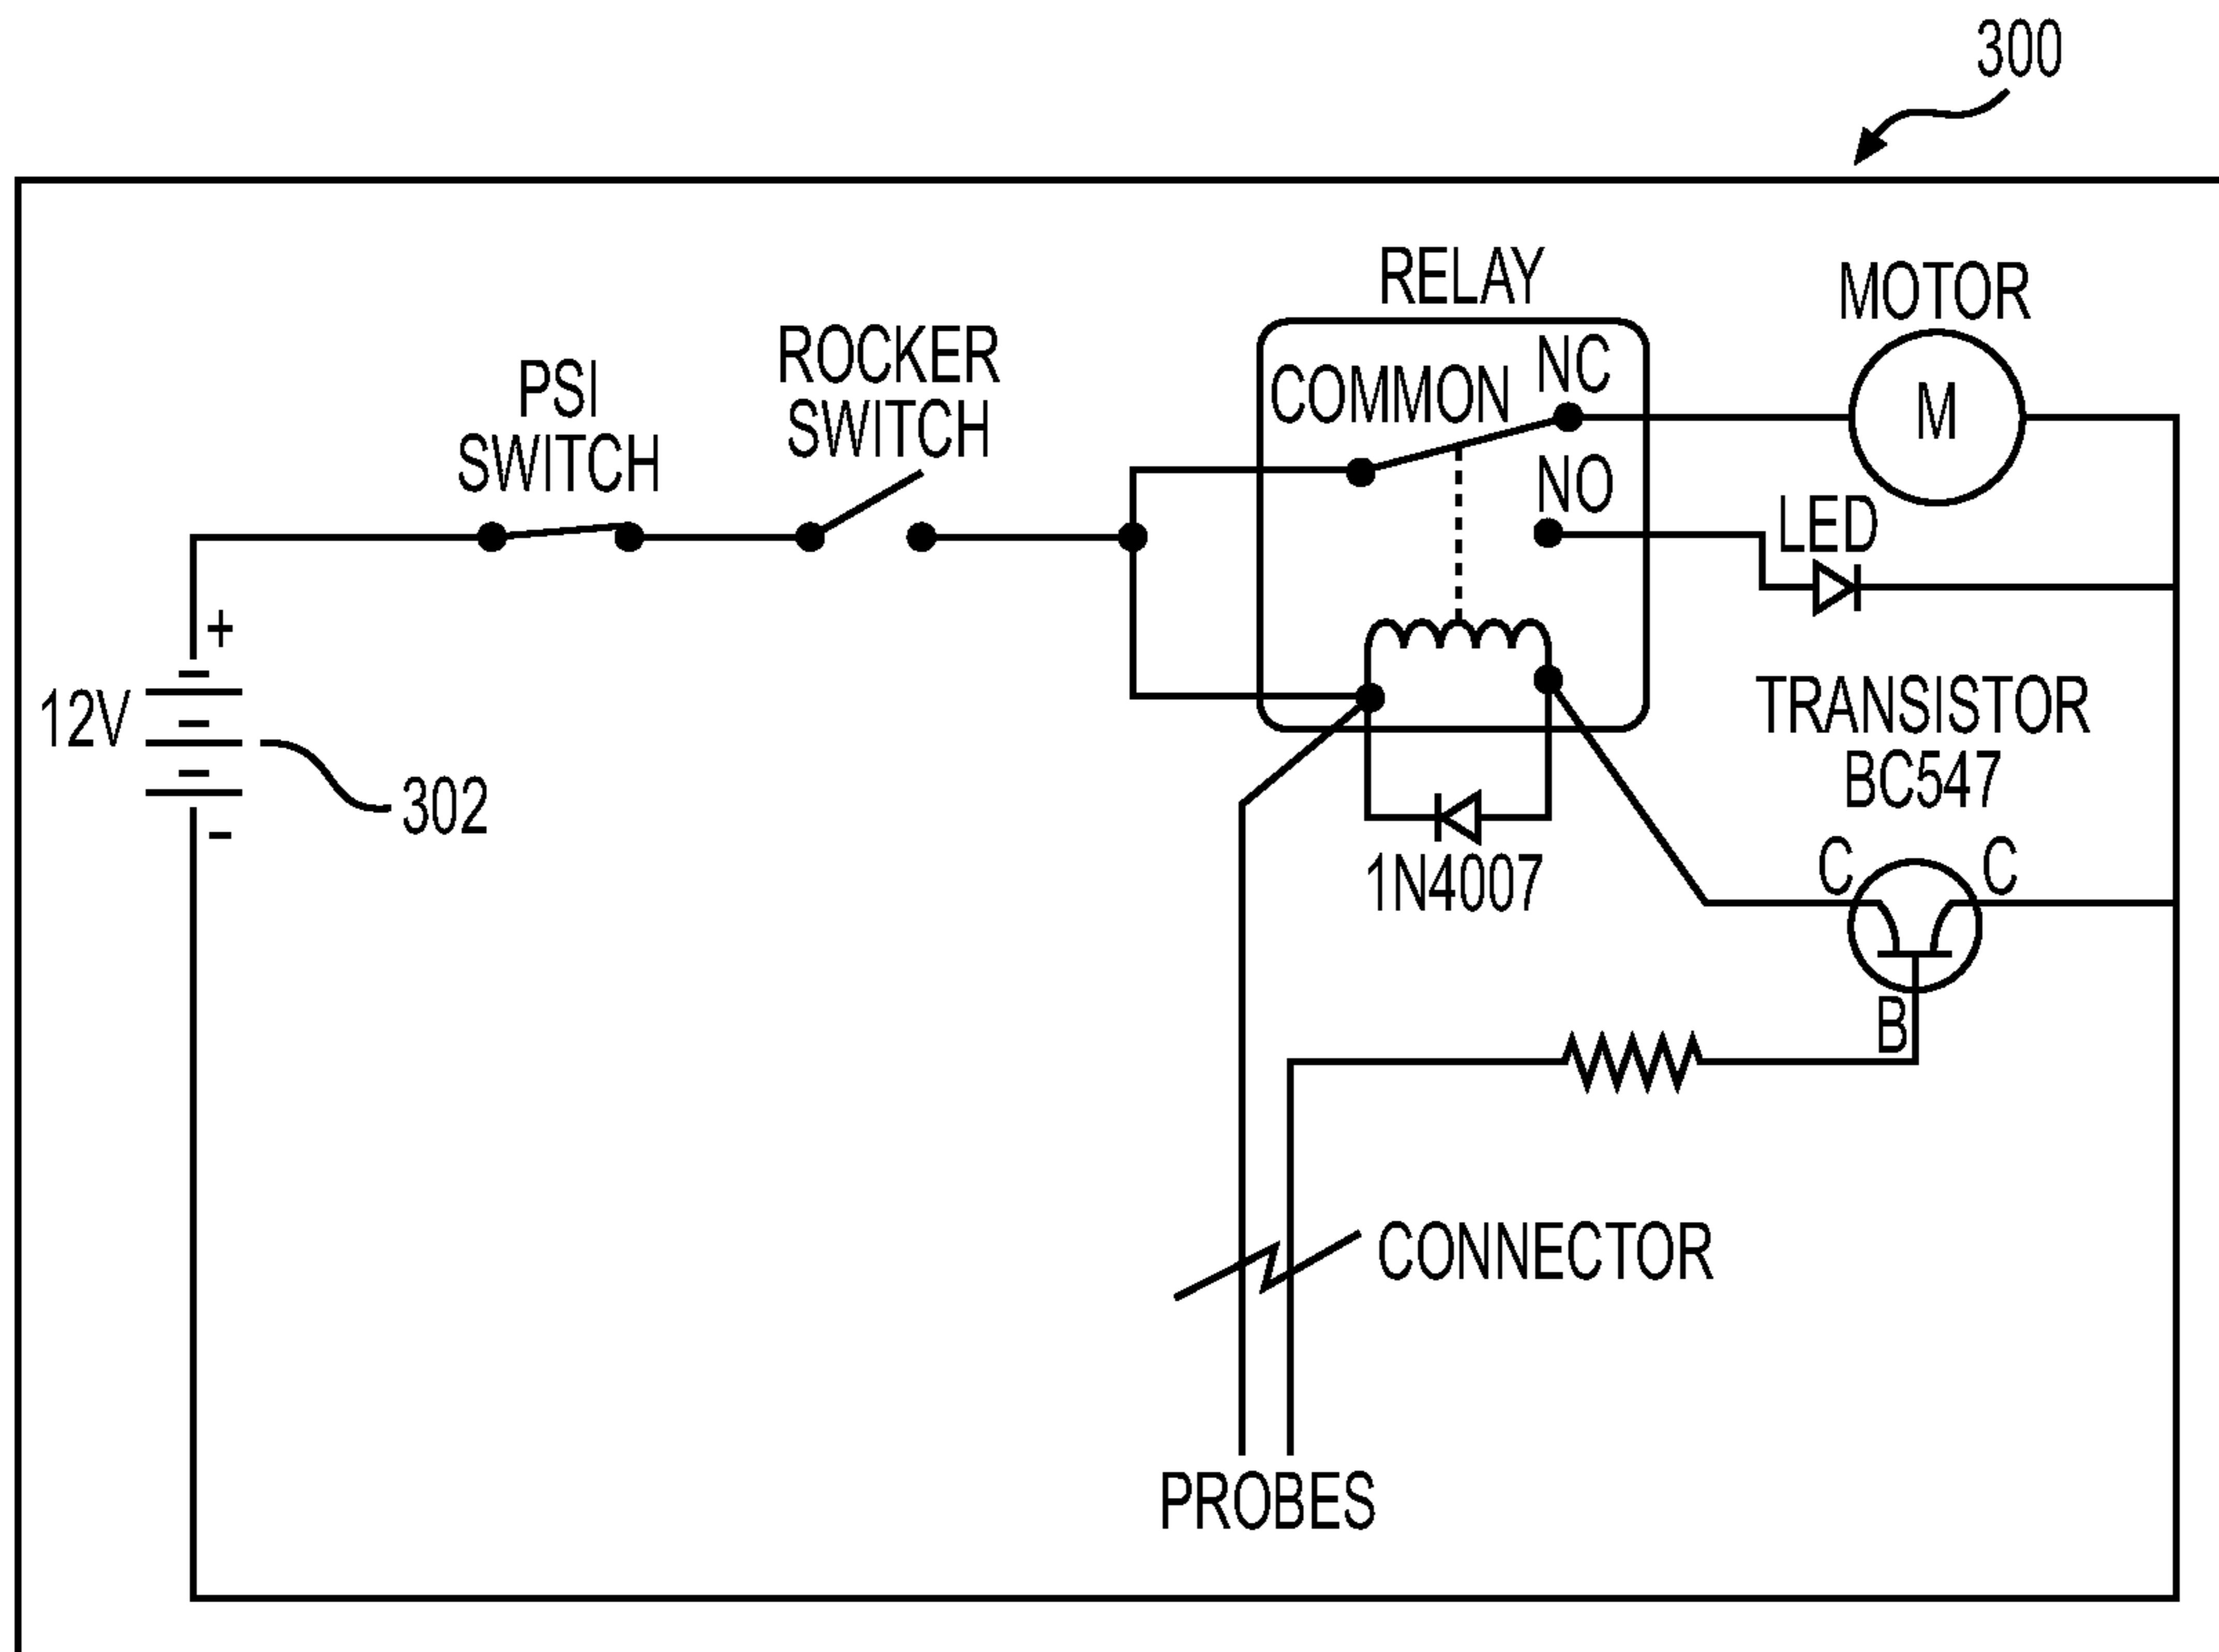 300
RELAY
MOTOR
M
PSI
SWITCH
ROCKER
SWITCH
COMMON
NC
NO
LED
+
12V
-
302
1N4007
TRANSISTOR
BC547
C
C
B
CONNECTOR
PROBES